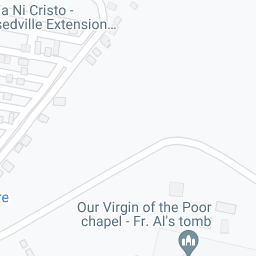 a Ni Cristo -
sedville Extension...
re
Our Virgin of the Poor
chapel - Fr. Al's tomb